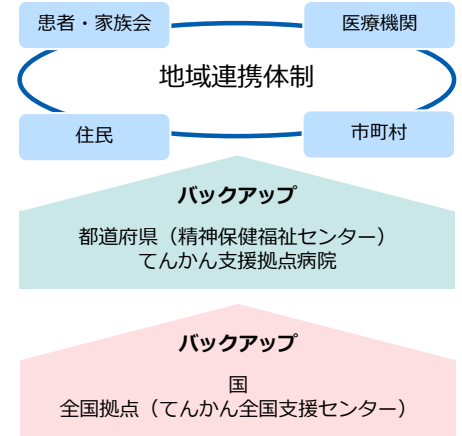 患者・家族会
医療機関
地域連携体制
住民
市町村
バックアップ
都道府県（精神保健福祉センター）
てんかん支援拠点病院
バックアップ
国
全国拠点（てんかん全国支援センター）